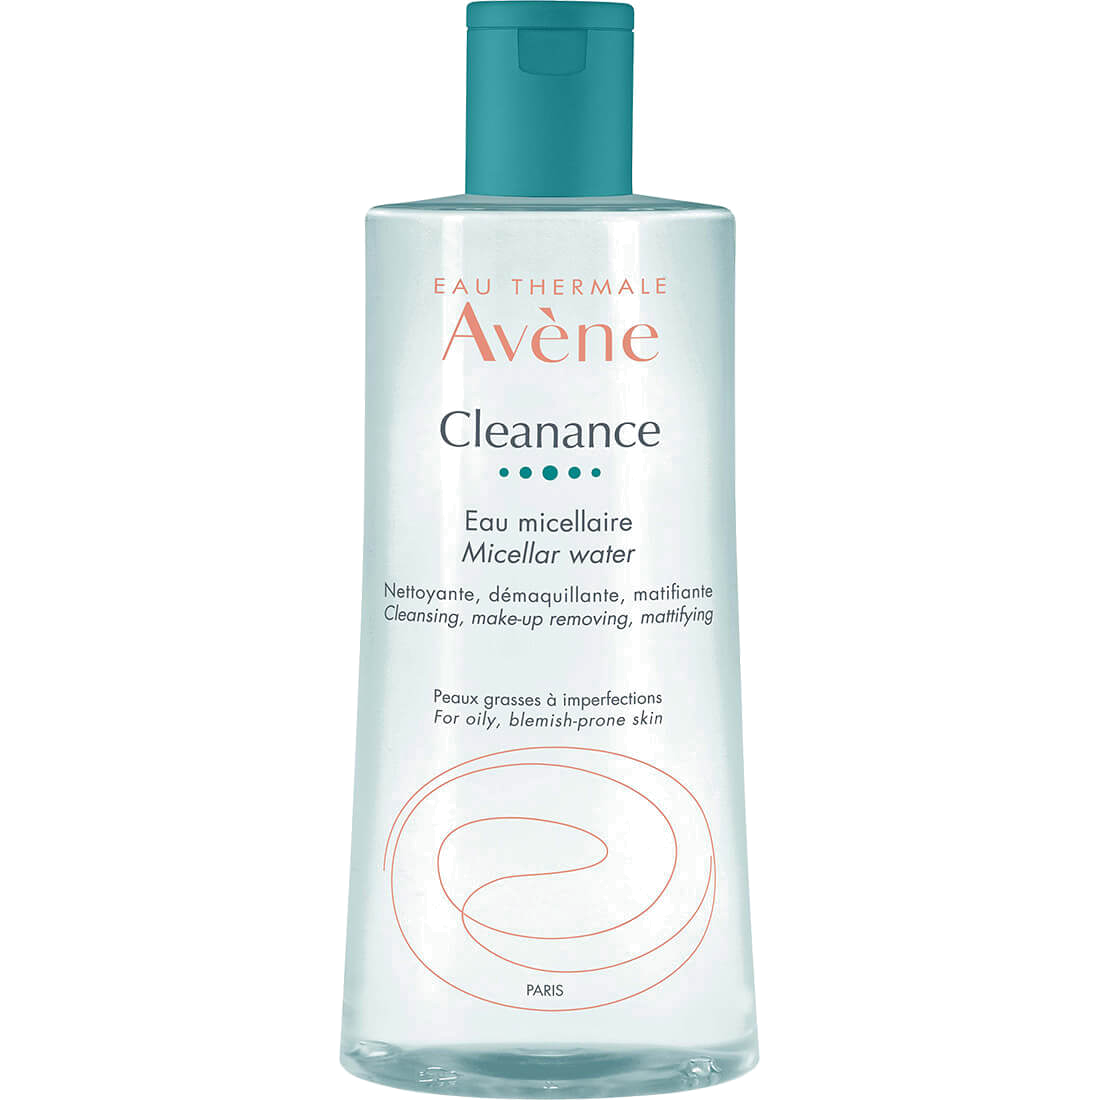 EAU THERMALE
Avène
Cleanance
Eau micellaire
Micellar water
Nettoyante, démaquillante, matifiante
Cleansing, make-up removing, mattifying
Peaux grasses à imperfections
For oily, blemish-prone skin
PARIS